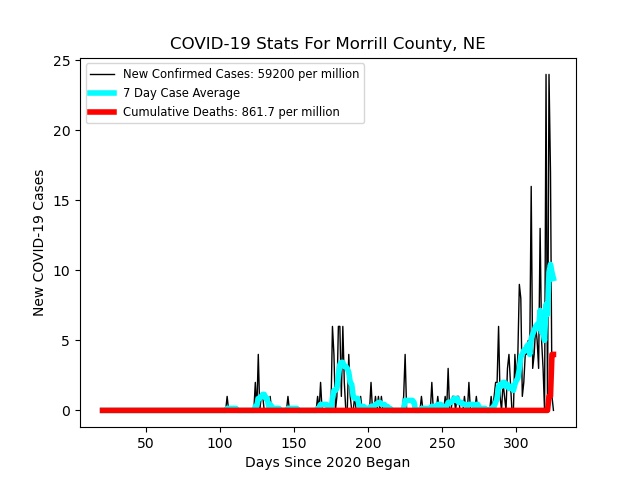 COVID-19 Stats For Morrill County, NE
New Confirmed Cases: 59200 per million
7 Day Case Average
Cumulative Deaths: 861.7 per million
New COVID-19 Cases
25
20
15
10
5
0
50 100 150 200 250 300
Days Since 2020 Began